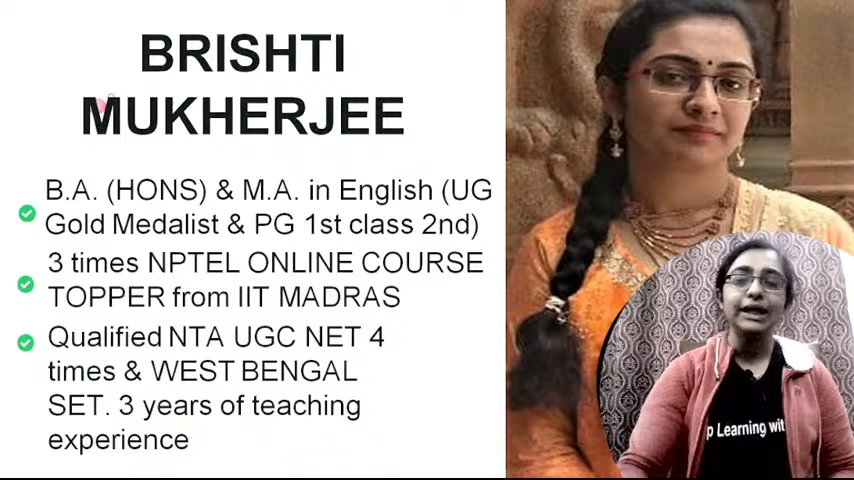 BRISHTI
MUKHERJEE
B.A. (HONS) & M.A. in English (UG
Gold Medalist & PG 1st class 2nd)
3 times NPTEL ONLINE COURSE
TOPPER from IIT MADRAS
Qualified NTA UGC NET 4
times & WEST BENGAL
SET. 3 years of teaching
experience
p Learning wit